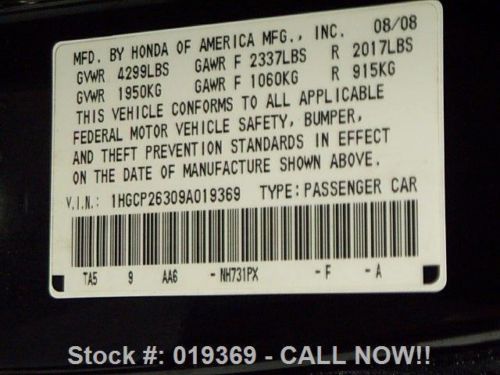 MFD. BY HONDA OF AMERICA MFG., INC. 08/08
GVWR 4299LBS GAWR F 2337LBS R 2017LBS
GVWR 1950KG GAWR F 1060KG R 915KG
THIS VEHICLE CONFORMS TO ALL APPLICABLE
FEDERAL MOTOR VEHICLE SAFETY, BUMPER,
AND THEFT PREVENTION STANDARDS IN EFFECT
ON THE DATE OF MANUFACTURE SHOWN ABOVE.
V.I.N.: 1HGCP26309A019369 TYPE: PASSENGER CAR
TA5 9 AA6 - NH731PX - F - A
Stock #: 019369 - CALL NOW!!